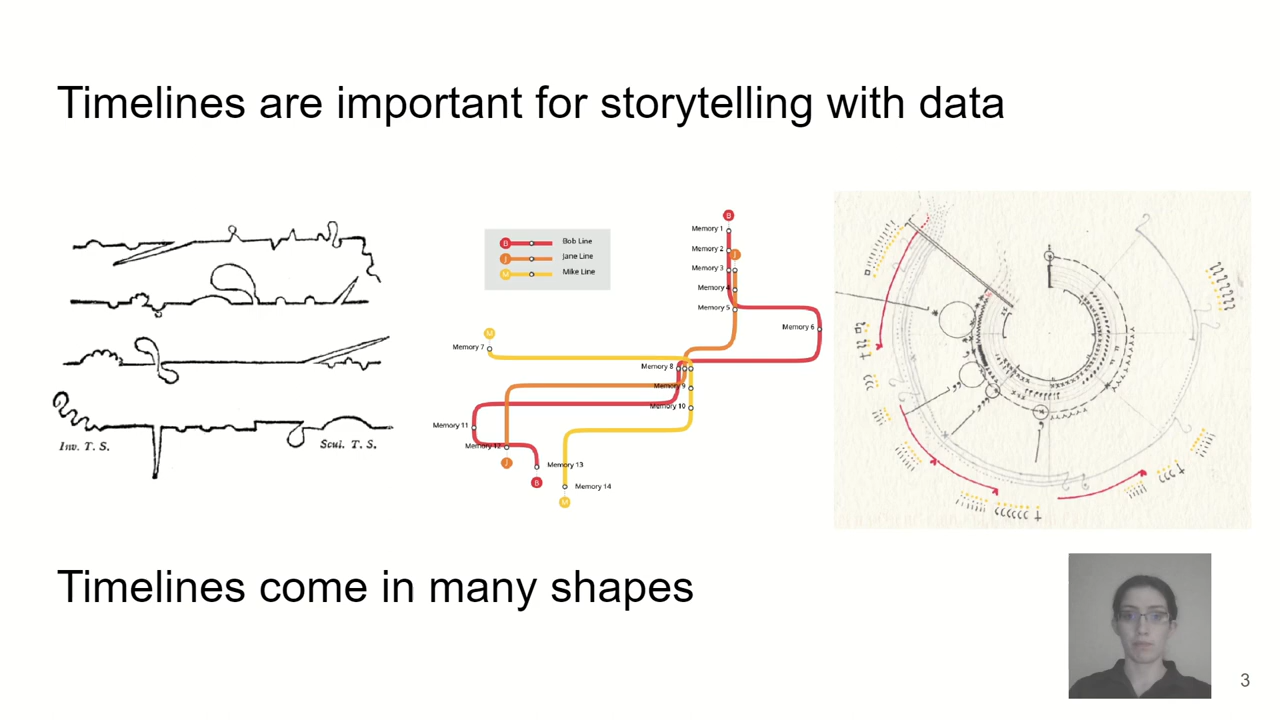 Timelines are important for storytelling with data
Inv. T. S.
Scul. T. S.
B
Bob Line
J
Jane Line
M
Mike Line
B
Memory 1
Memory 2
J
Memory 3
Memory 4
Memory 5
Memory 6
M
Memory 7
Memory 8
Memory 9
Memory 10
Memory 11
Memory 12
J
Memory 13
B
Memory 14
M
Timelines come in many shapes
3